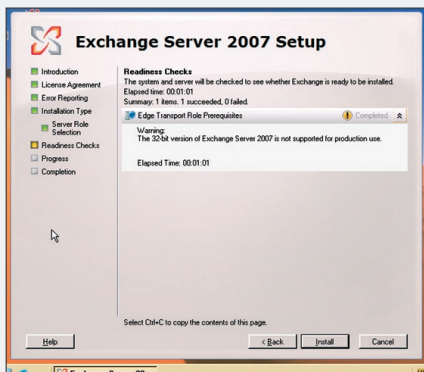 Exchange Server 2007 Setup
Introduction
License Agreement
Error Reporting
Installation Type
Server Role
Selection
Readiness Checks
Progress
Completion
Readiness Checks
The system and server will be checked to see whether Exchange is ready to be installed.
Elapsed time: 00:01:01
Summary: 1 items. 1 succeeded, 0 failed.
Edge Transport Role Prerequisites
Completed
Warning:
The 32-bit version of Exchange Server 2007 is not supported for production use.
Elapsed Time: 00:01:01
Select Ctrl+C to copy the contents of this page.
Help
< Back
Install
Cancel